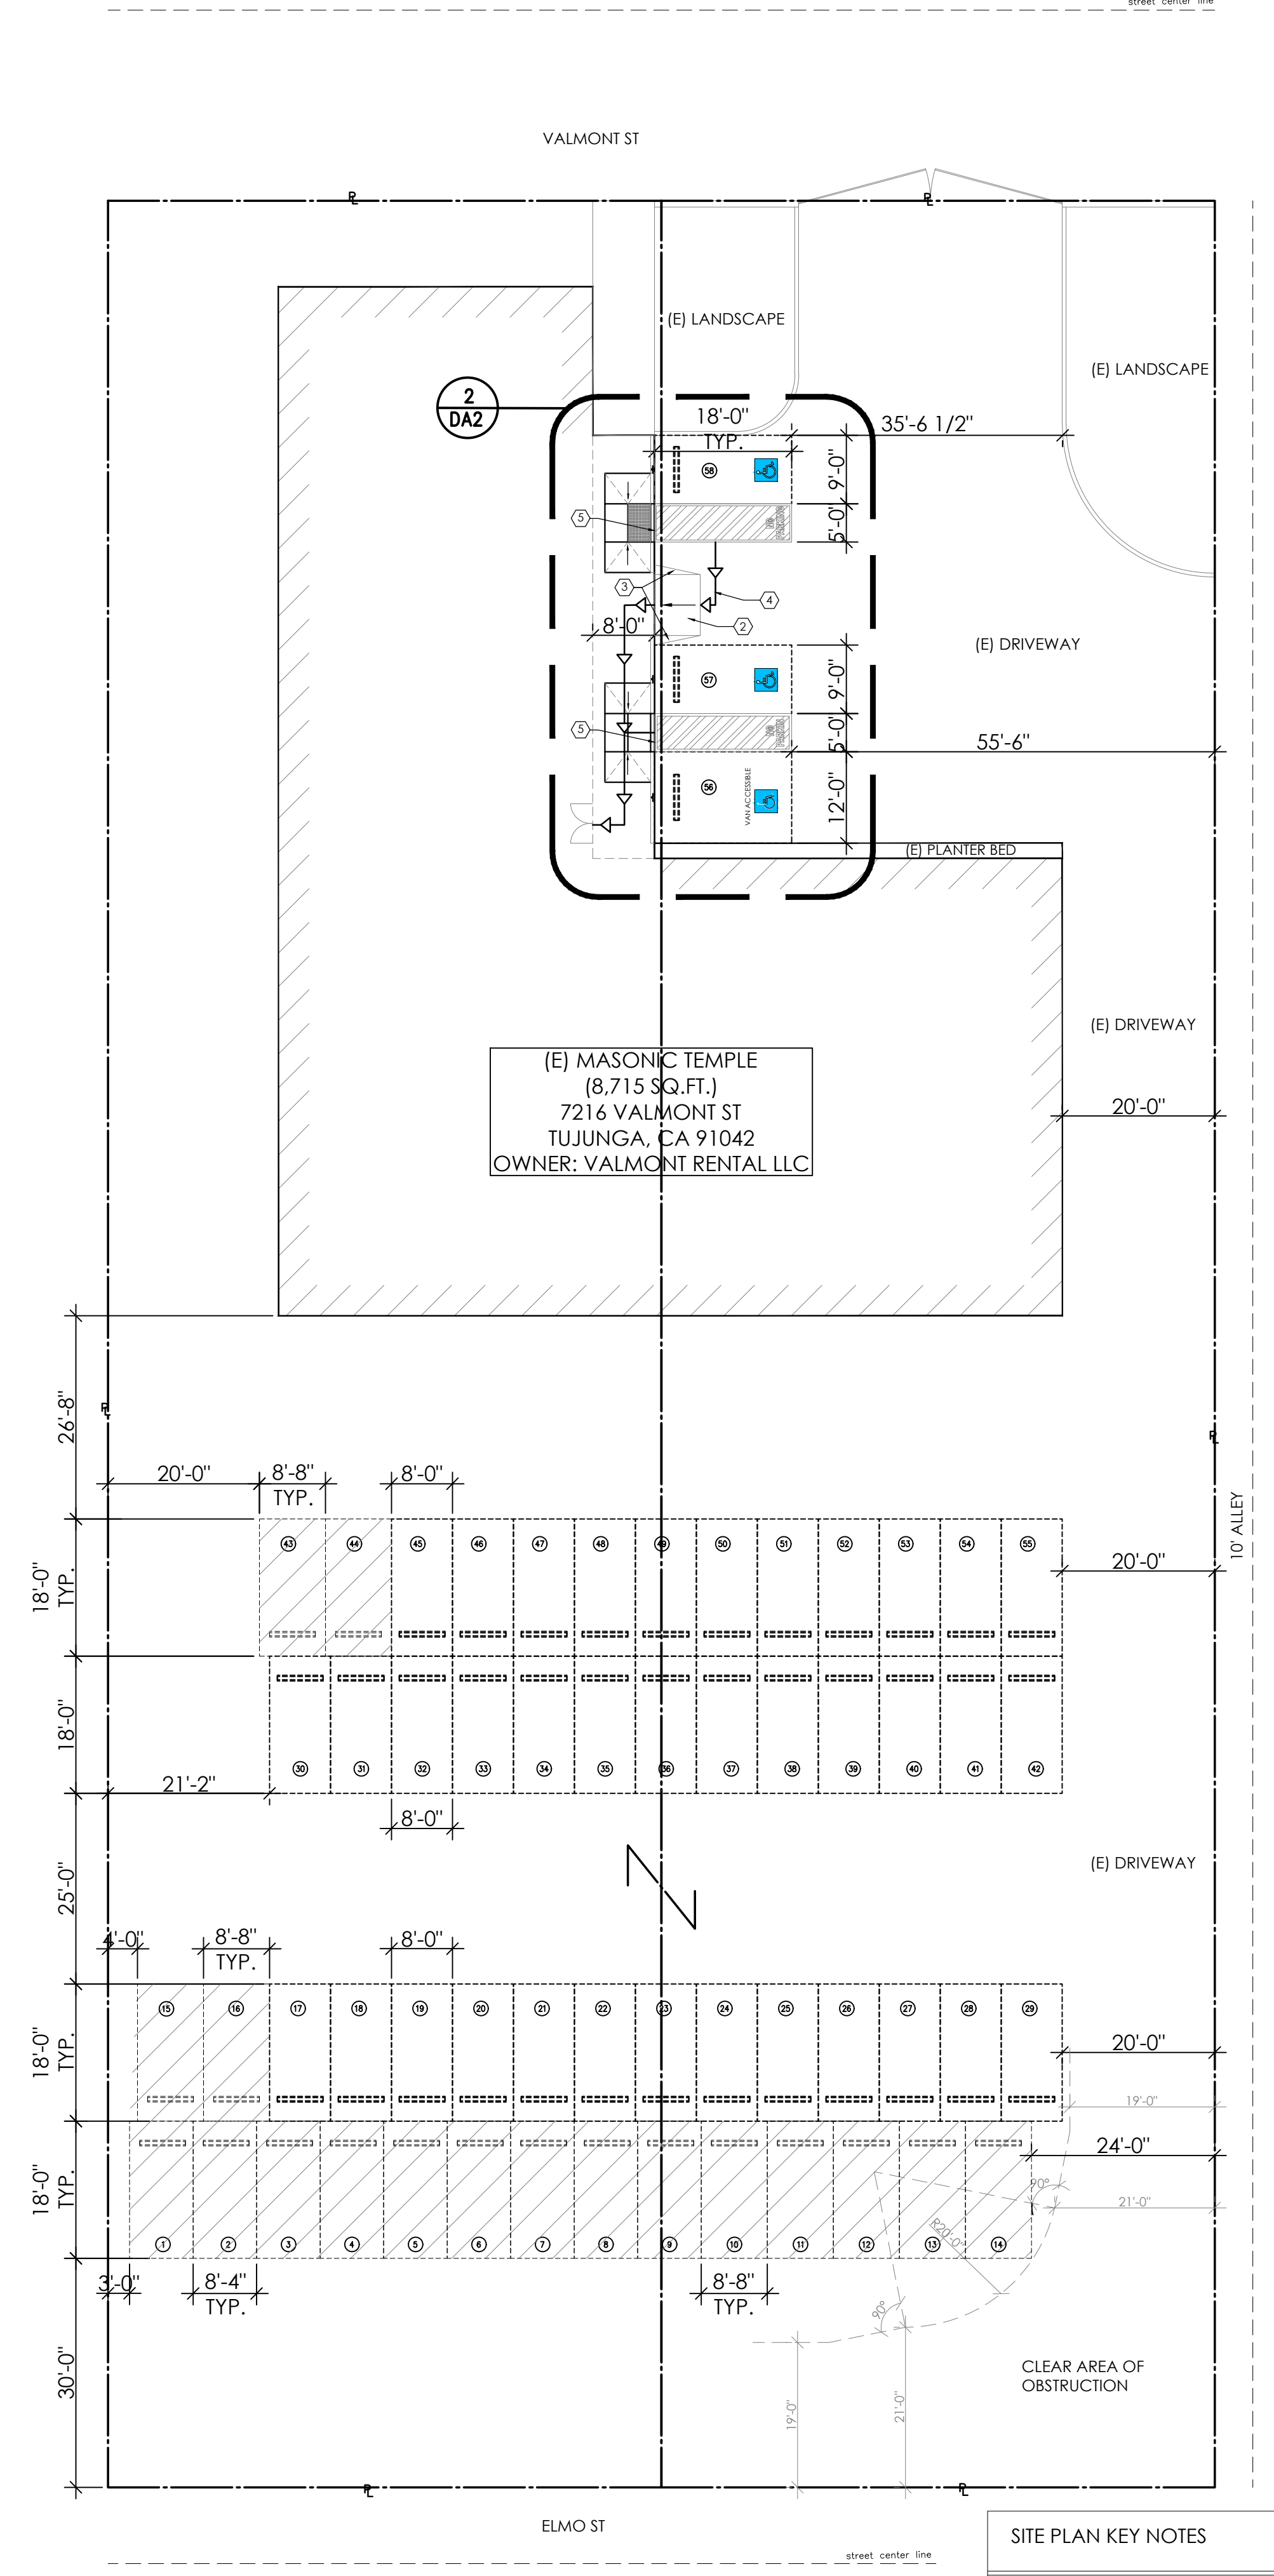 street center line
VALMONT ST
PL
PL
(E) LANDSCAPE
(E) LANDSCAPE
2
DA2
18'-0"
TYP.
35'-6 1/2"
58
9'-0"
5
NO PARKING
5'-0"
3
4
8'-0"
2
(E) DRIVEWAY
57
9'-0"
5
NO PARKING
5'-0"
55'-6"
56
VAN ACCESSIBLE
12'-0"
(E) PLANTER BED
(E) DRIVEWAY
(E) MASONIC TEMPLE
(8,715 SQ.FT.)
7216 VALMONT ST
TUJUNGA, CA 91042
OWNER: VALMONT RENTAL LLC
20'-0"
26'-8"
PL
PL
20'-0"
8'-8"
TYP.
8'-0"
10' ALLEY
43 44 45 46 47 48 49 50 51 52 53 54 55
18'-0"
TYP.
20'-0"
18'-0"
30 31 32 33 34 35 36 37 38 39 40 41 42
21'-2"
8'-0"
25'-0"
(E) DRIVEWAY
4'-0"
8'-8"
TYP.
8'-0"
15 16 17 18 19 20 21 22 23 24 25 26 27 28 29
18'-0"
TYP.
20'-0"
19'-0"
24'-0"
18'-0"
TYP.
90°
21'-0"
R20'-0"
1 2 3 4 5 6 7 8 9 10 11 12 13 14
3'-0"
8'-4"
TYP.
8'-8"
TYP.
90°
30'-0"
CLEAR AREA OF
OBSTRUCTION
19'-0"
21'-0"
PL
PL
ELMO ST
SITE PLAN KEY NOTES
street center line